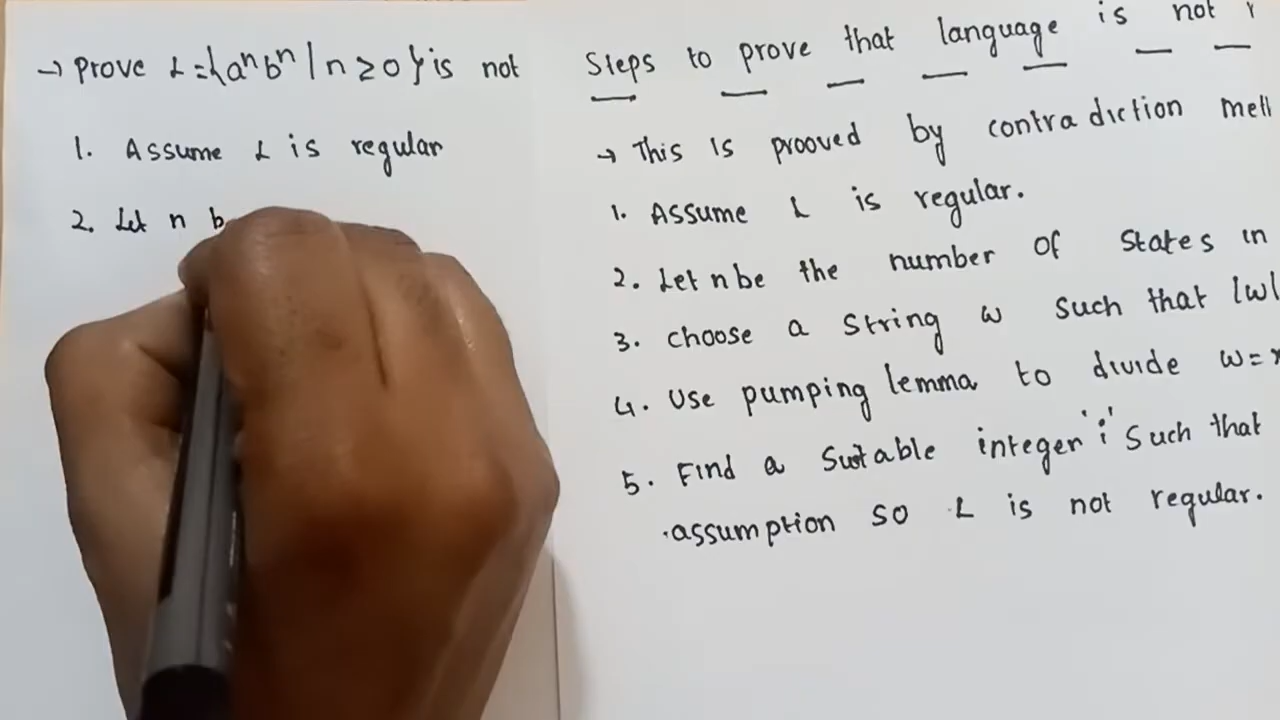 → prove L={aⁿbⁿ | n ≥ 0} is not
1. Assume L is regular
2. Let n b
Steps to prove that language is not
→ This is prooved by contradiction
1. Assume L is regular.
2. Let n be the number of states in
3. choose a string w such that |w|
4. Use pumping lemma to divide w=
5. Find a suitable integer 'i' such that
assumption so L is not regular.